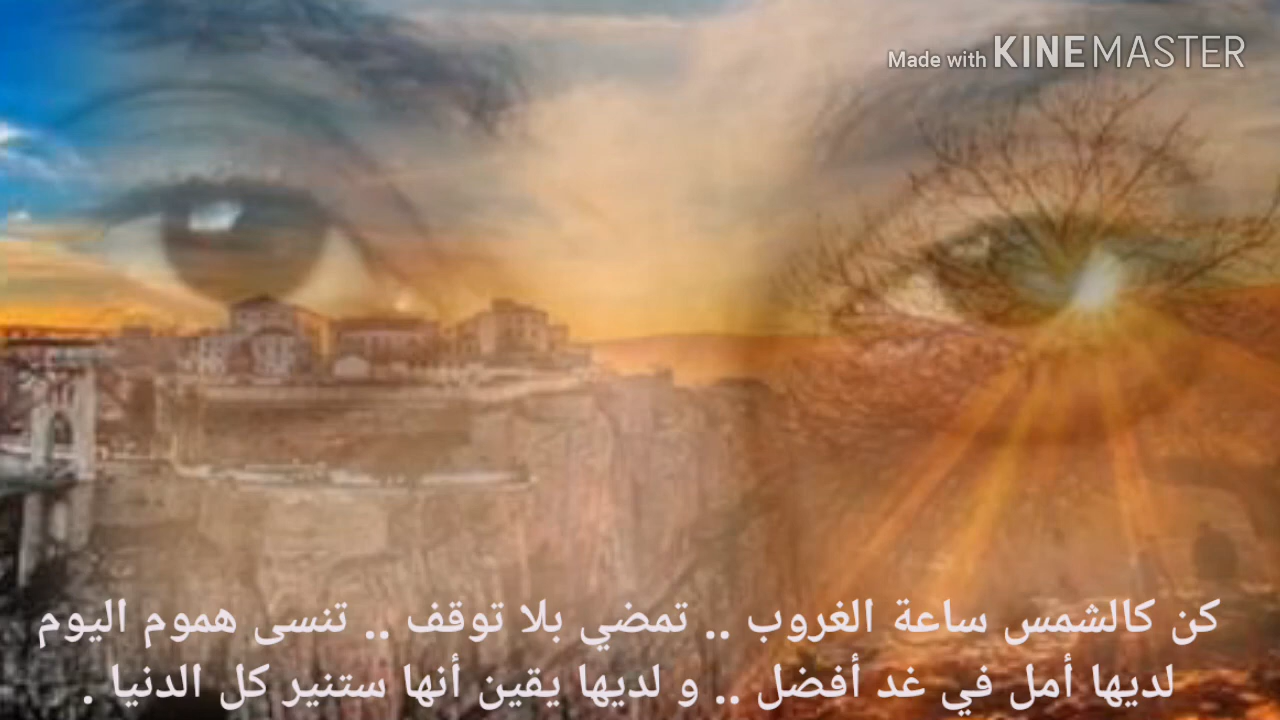 Made with KINEMASTER
كن كالشمس ساعة الغروب .. تمضي بلا توقف .. تنسى هموم اليوم
لديها أمل في غد أفضل .. و لديها يقين أنها ستنير كل الدنيا .